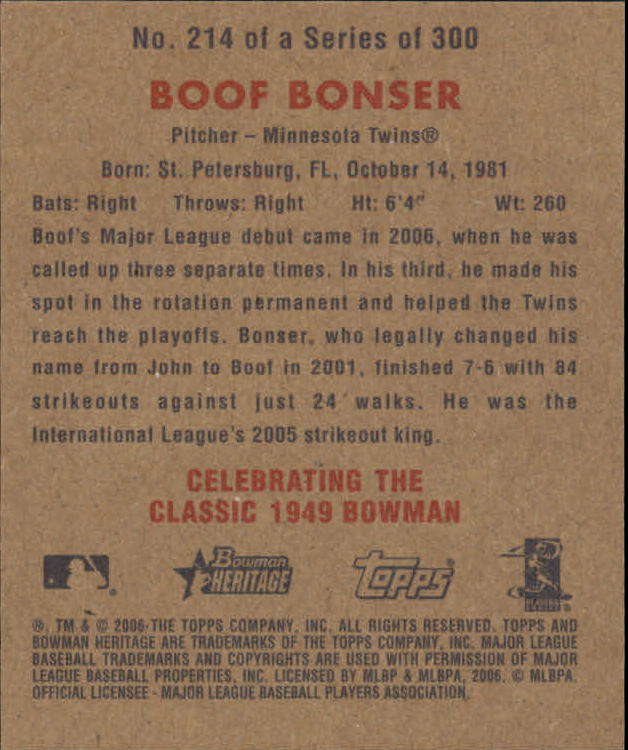 No. 214 of a Series of 300
BOOF BONSER
Pitcher – Minnesota Twins®
Born: St. Petersburg, FL, October 14, 1981
Bats: Right Throws: Right Ht: 6'4" Wt: 260
Boof's Major League debut came in 2006, when he was
called up three separate times. In his third, he made his
spot in the rotation permanent and helped the Twins
reach the playoffs. Bonser, who legally changed his
name from John to Boof in 2001, finished 7-6 with 84
strikeouts against just 24 walks. He was the
International League's 2005 strikeout king.
CELEBRATING THE
CLASSIC 1949 BOWMAN
Bowman
HERITAGE
TOPPS
®, TM & © 2006 THE TOPPS COMPANY, INC. ALL RIGHTS RESERVED. TOPPS AND
BOWMAN HERITAGE ARE TRADEMARKS OF THE TOPPS COMPANY, INC. MAJOR LEAGUE
BASEBALL TRADEMARKS AND COPYRIGHTS ARE USED WITH PERMISSION OF MAJOR
LEAGUE BASEBALL PROPERTIES, INC. LICENSED BY MLBP & MLBPA, 2006. © MLBPA.
OFFICIAL LICENSEE - MAJOR LEAGUE BASEBALL PLAYERS ASSOCIATION.